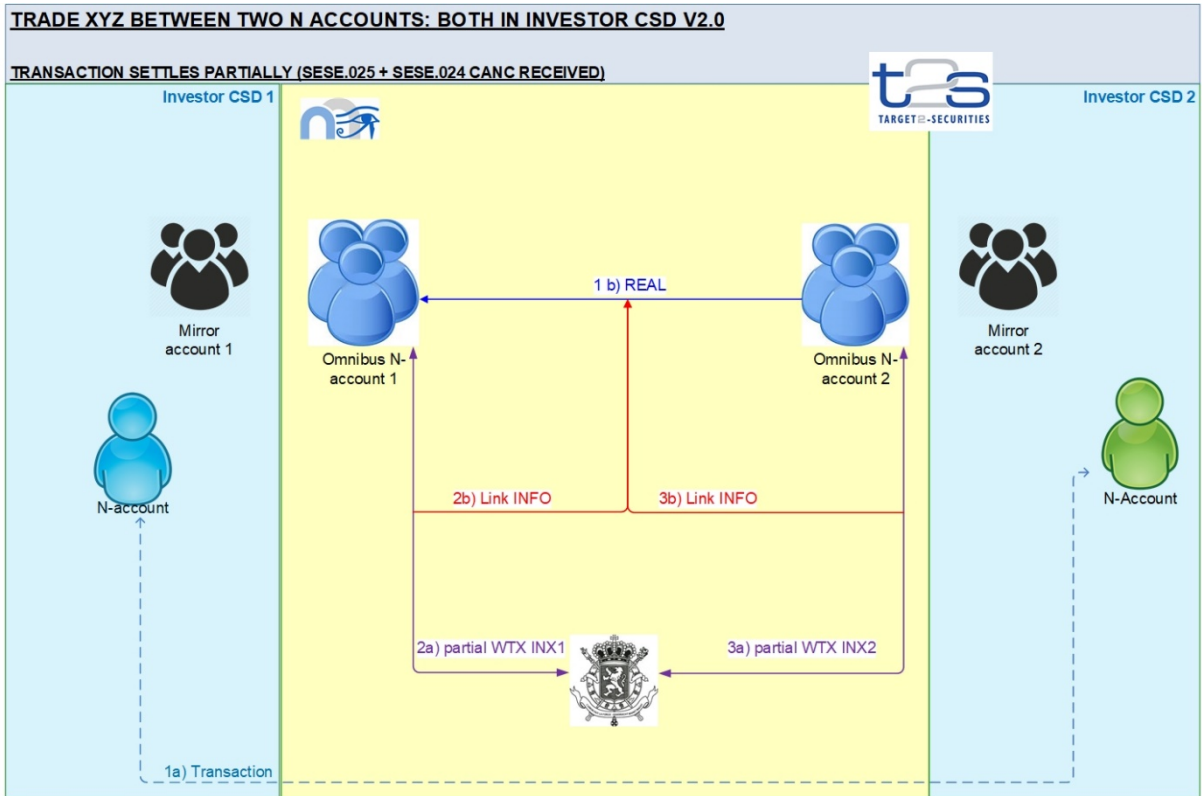 TRADE XYZ BETWEEN TWO N ACCOUNTS: BOTH IN INVESTOR CSD V2.0
TRANSACTION SETTLES PARTIALLY (SESE.025 + SESE.024 CANC RECEIVED)
t2s
TARGET2-SECURITIES
Investor CSD 1
Investor CSD 2
1 b) REAL
Mirror
account 1
Omnibus N-
account 1
Omnibus N-
account 2
Mirror
account 2
N-account
2b) Link INFO
3b) Link INFO
N-Account
2a) partial WTX INX1
3a) partial WTX INX2
1a) Transaction